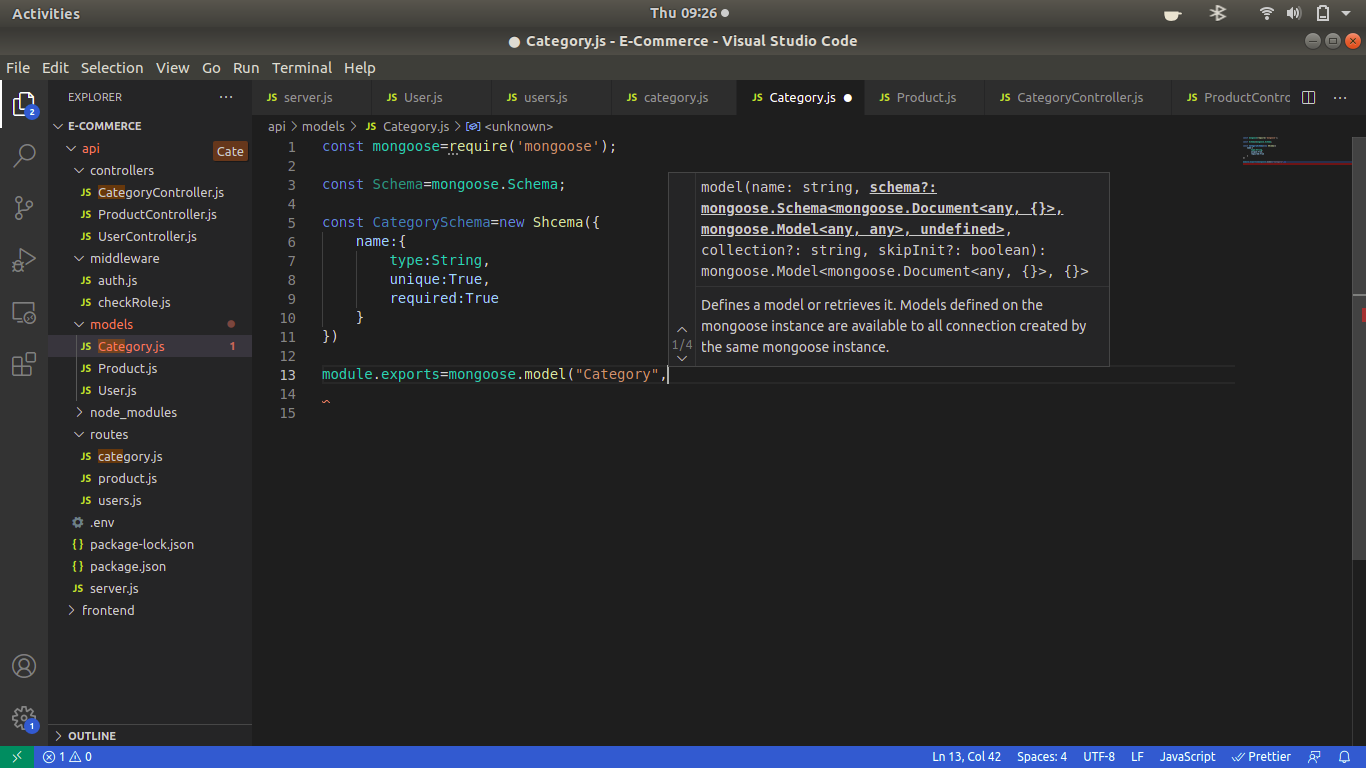 Activities
Thu 09:26
Category.js - E-Commerce - Visual Studio Code
File Edit Selection View Go Run Terminal Help
EXPLORER
E-COMMERCE
api
Cate
controllers
JS CategoryController.js
JS ProductController.js
JS UserController.js
middleware
JS auth.js
JS checkRole.js
models
JS Category.js 1
JS Product.js
JS User.js
node_modules
routes
JS category.js
JS product.js
JS users.js
.env
{} package-lock.json
{} package.json
JS server.js
frontend
OUTLINE
2
1
JS server.js JS User.js JS users.js JS category.js JS Category.js JS Product.js JS CategoryController.js JS ProductContro
api > models > JS Category.js > <unknown>
1 const mongoose=require('mongoose');
2
3 const Schema=mongoose.Schema;
4
5 const CategorySchema=new Shcema({
6 name:{
7 type:String,
8 unique:True,
9 required:True
10 }
11 })
12
13 module.exports=mongoose.model("Category",
14
15
model(name: string, schema?:
mongoose.Schema<mongoose.Document<any, {}>,
mongoose.Model<any, any>, undefined>,
collection?: string, skipInit?: boolean):
mongoose.Model<mongoose.Document<any, {}>, {}>
Defines a model or retrieves it. Models defined on the
mongoose instance are available to all connection created by
the same mongoose instance.
1/4
1 0
Ln 13, Col 42 Spaces: 4 UTF-8 LF JavaScript Prettier